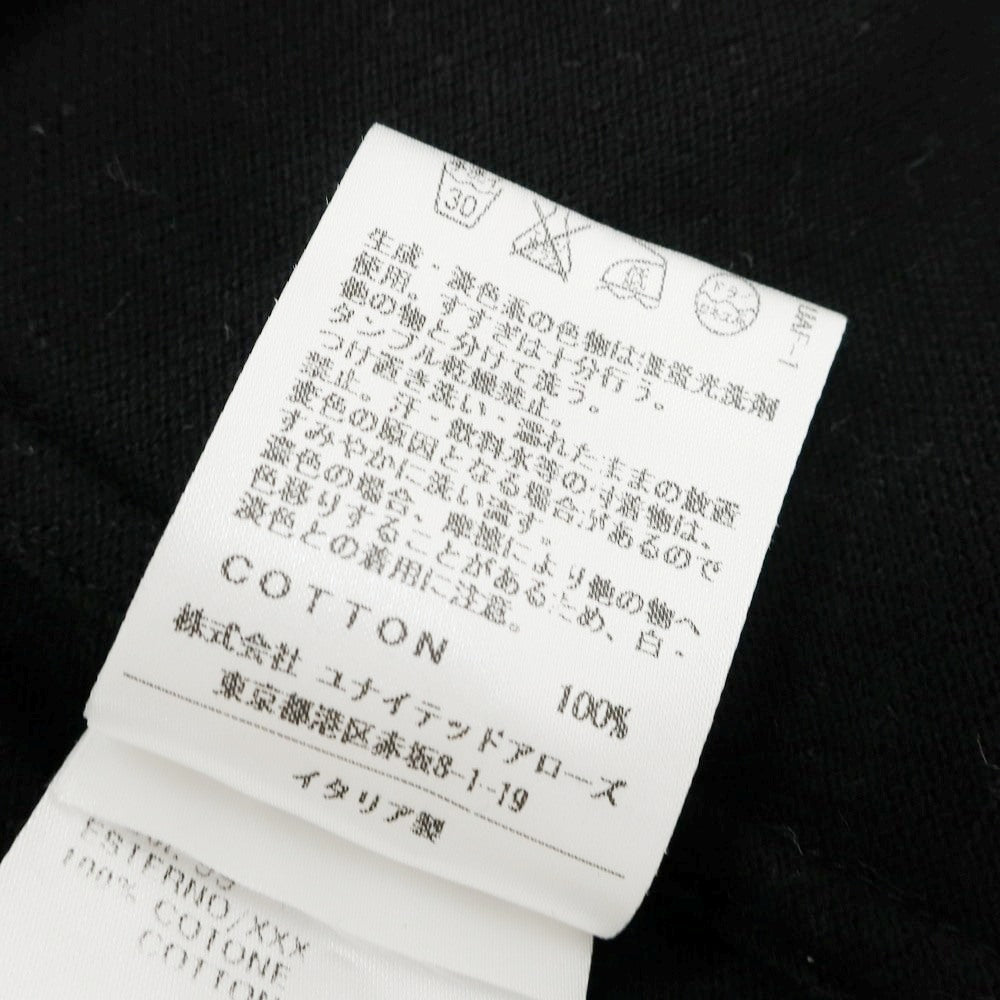 30
UAF-1
生成・淡色系の色物は無蛍光洗剤
使用。すすぎは十分行う。
他の物と分けて洗う。
タンブル乾燥禁止。
つけ置き洗い・濡れたままの放置
禁止。汗・飲料水等の付着物は、
変色の原因となる場合があるので
すみやかに洗い流す。
濃色の場合、摩擦により他の物へ
色移りすることがあるため、白・
淡色との着用に注意。
COTTON
100%
株式会社 ユナイテッドアローズ
東京都港区赤坂8-1-19
イタリア製
ESTERNO/XXX
100% COTONE
COTTON